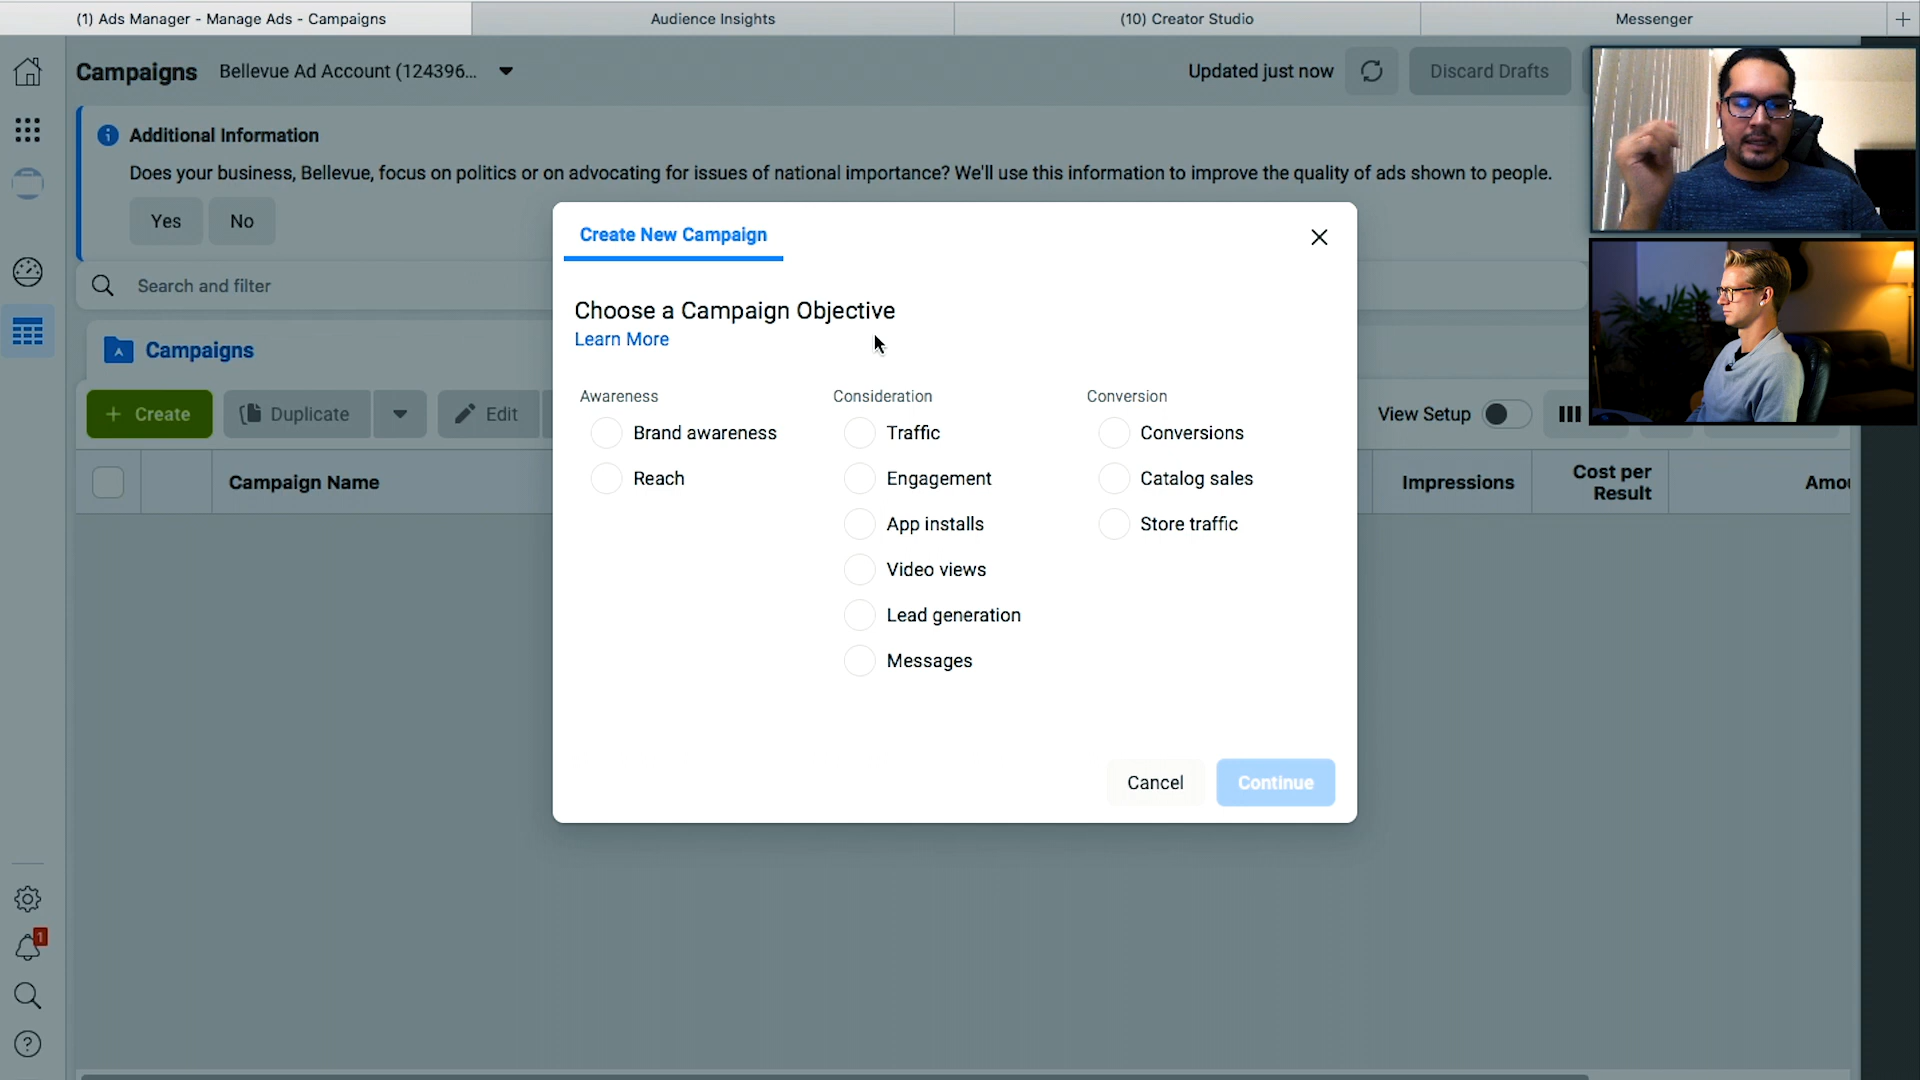 (1) Ads Manager - Manage Ads - Campaigns
Audience Insights
(10) Creator Studio
Messenger
Campaigns
Bellevue Ad Account (124396...
Updated just now
Discard Drafts
Additional Information
Does your business, Bellevue, focus on politics or on advocating for issues of national importance? We'll use this information to improve the quality of ads shown to people.
Yes
No
Search and filter
Create New Campaign
Choose a Campaign Objective
Learn More
Campaigns
Create
Duplicate
Edit
View Setup
Campaign Name
Impressions
Cost per
Result
Awareness
Brand awareness
Reach
Consideration
Traffic
Engagement
App installs
Video views
Lead generation
Messages
Conversion
Conversions
Catalog sales
Store traffic
Cancel
Continue
1